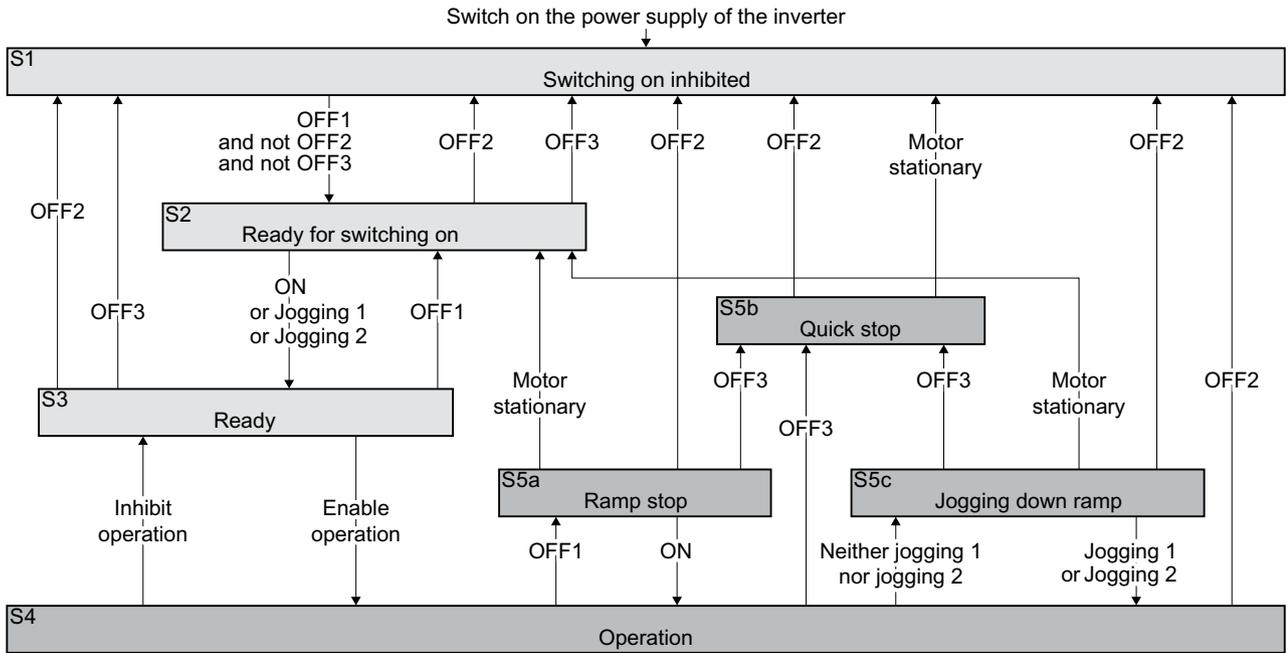 Switch on the power supply of the inverter
S1
Switching on inhibited
OFF1
and not OFF2
and not OFF3
OFF2
OFF3
OFF2
OFF2
Motor
stationary
OFF2
OFF2
S2
Ready for switching on
ON
or Jogging 1
or Jogging 2
OFF3
OFF1
S5b
Quick stop
Motor
stationary
OFF3
OFF3
Motor
stationary
OFF2
S3
Ready
OFF3
S5a
Ramp stop
S5c
Jogging down ramp
Inhibit
operation
Enable
operation
OFF1
ON
Neither jogging 1
nor jogging 2
Jogging 1
or Jogging 2
S4
Operation